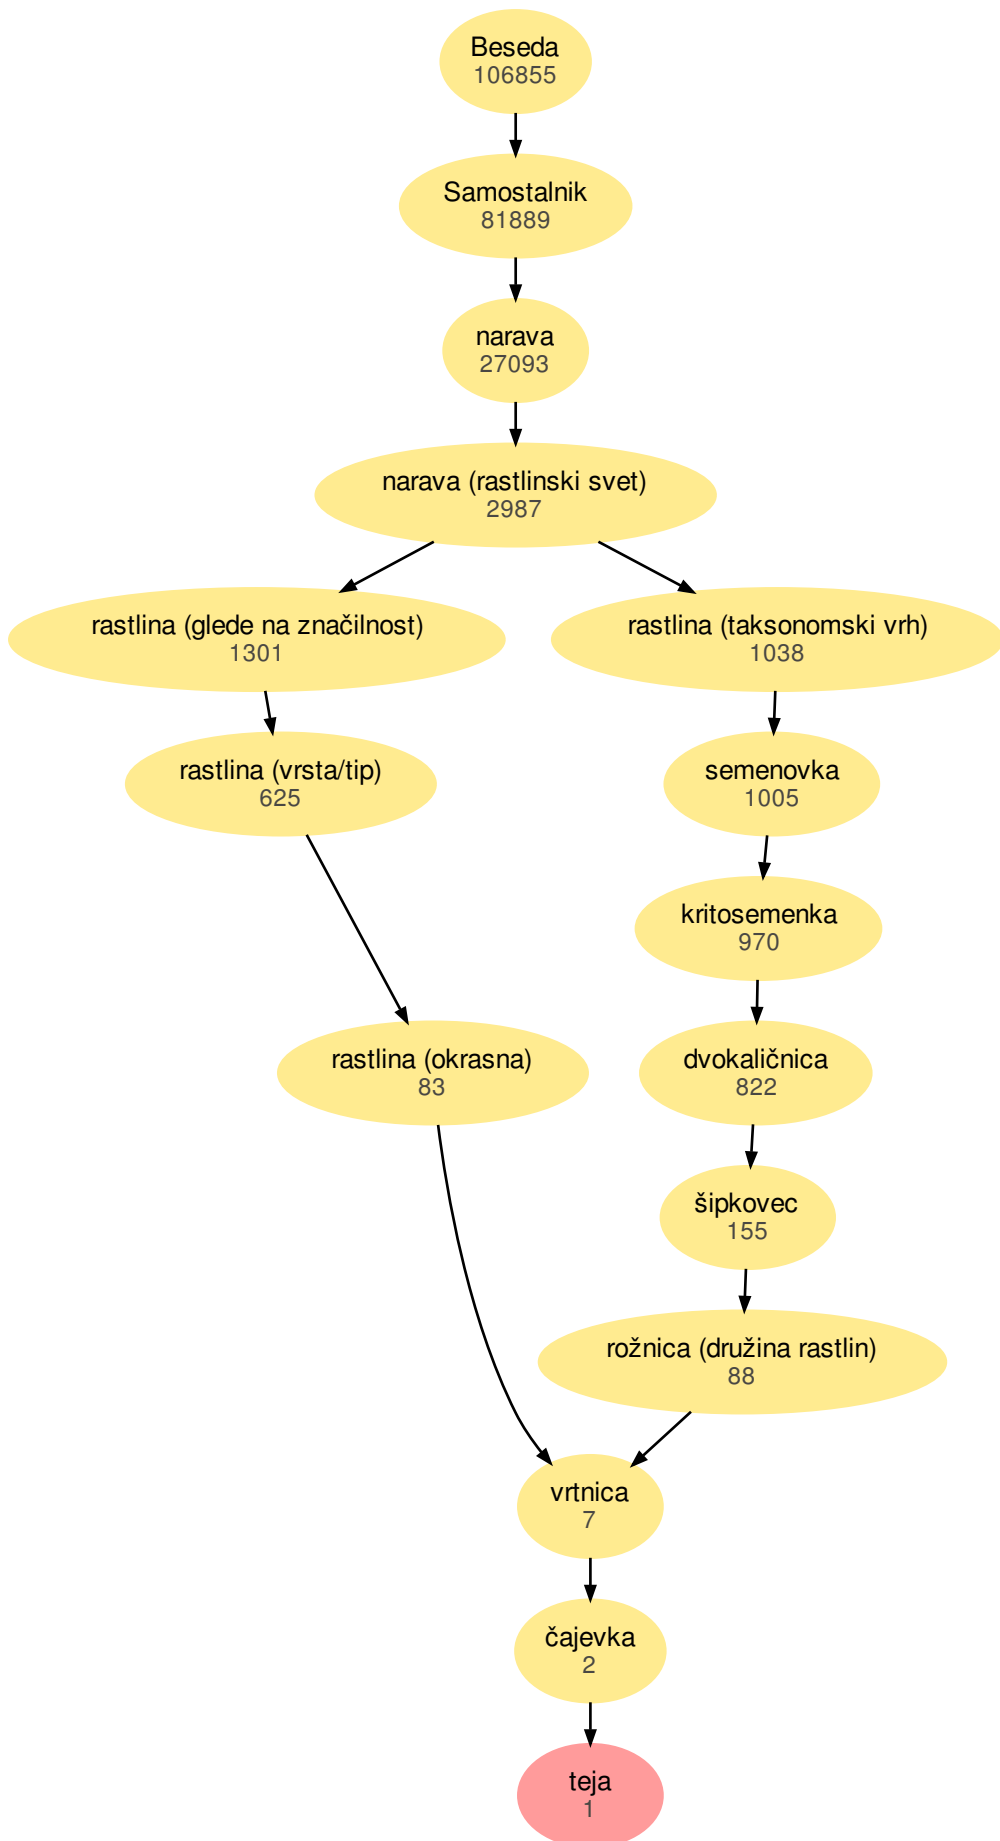 Beseda
106855
Samostalnik
81889
narava
27093
narava (rastlinski svet)
2987
rastlina (glede na značilnost)
1301
rastlina (taksonomski vrh)
1038
rastlina (vrsta/tip)
625
semenovka
1005
kritosemenka
970
rastlina (okrasna)
83
dvokaličnica
822
šipkovec
155
rožnica (družina rastlin)
88
vrtnica
7
čajevka
2
teja
1